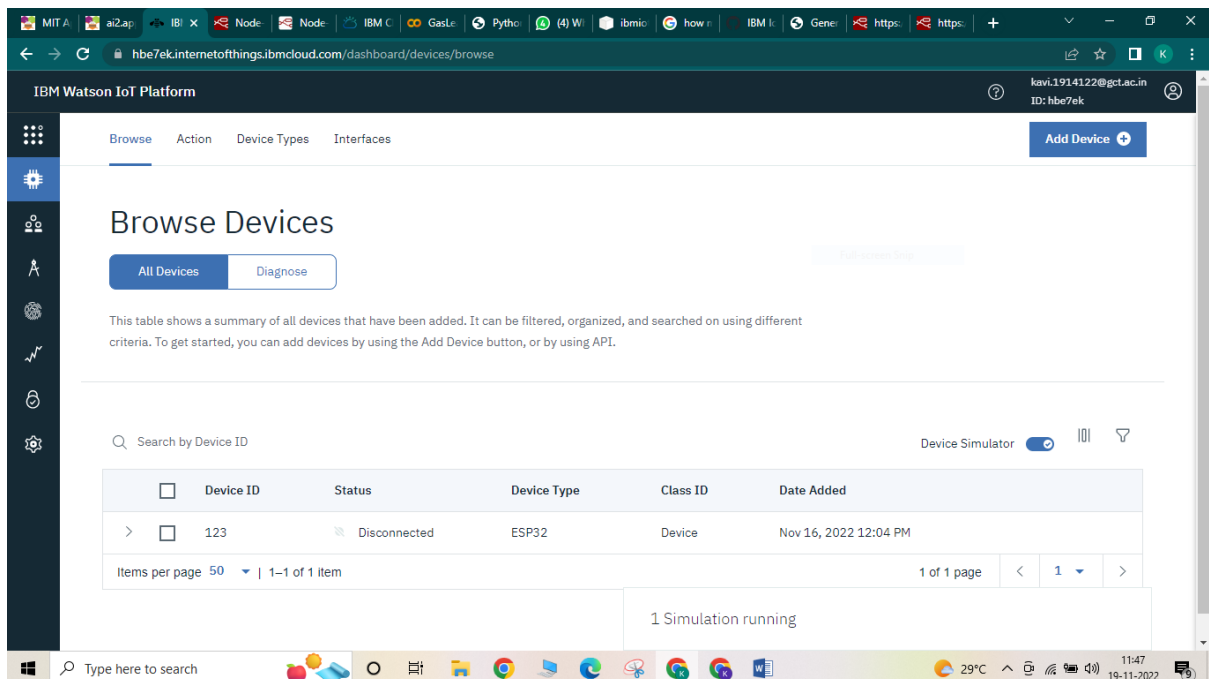 MIT A ai2.ap IB! Node- Node- IBM C GasLe. Pytho (4) W ibmio how n IBM Ic Gener https: https:
hbe7ek.internetofthings.ibmcloud.com/dashboard/devices/browse K
IBM Watson IoT Platform
kavi.1914122@gct.ac.in
ID: hbe7ek
Browse Action Device Types Interfaces Add Device
Browse Devices
All Devices Diagnose
This table shows a summary of all devices that have been added. It can be filtered, organized, and searched on using different
criteria. To get started, you can add devices by using the Add Device button, or by using API.
Search by Device ID Device Simulator
Device ID Status Device Type Class ID Date Added
123 Disconnected ESP32 Device Nov 16, 2022 12:04 PM
Items per page 50 | 1–1 of 1 item 1 of 1 page 1
1 Simulation running
Type here to search 29°C 11:47
19-11-2022